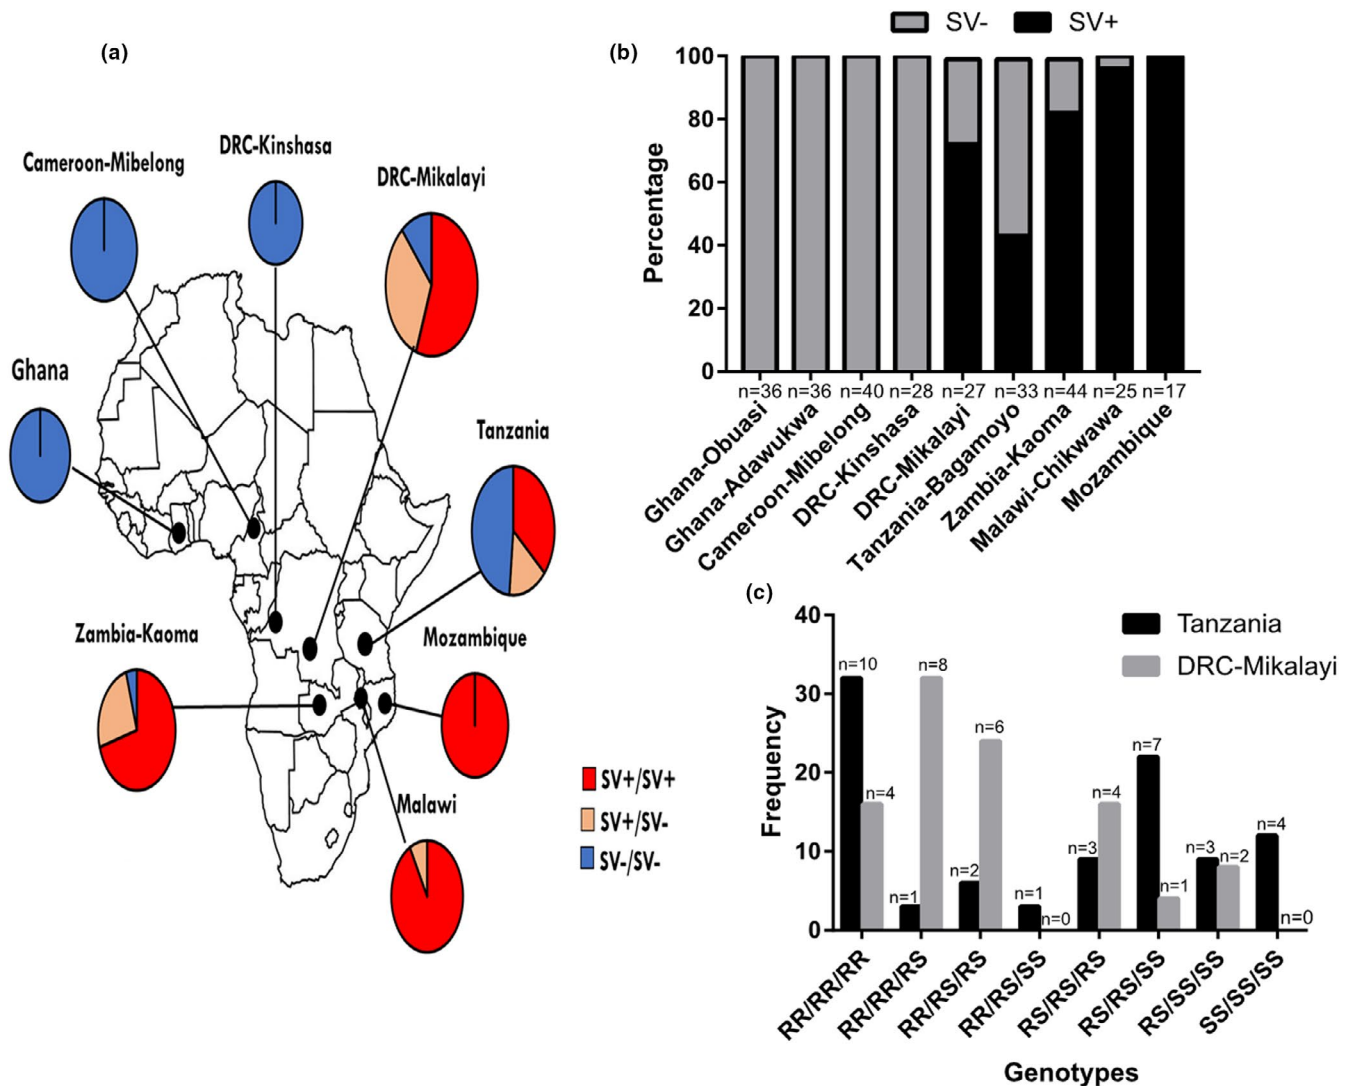 (a)
Cameroon-Mibelong
DRC-Kinshasa
DRC-Mikalayi
Ghana
Tanzania
Zambia-Kaoma
Mozambique
Malawi
SV+/SV+
SV+/SV-
SV-/SV-
(b)
SV- SV+
Percentage
100
80
60
40
20
0
n=36 n=36 n=40 n=28 n=27 n=33 n=44 n=25 n=17
Ghana-Obuasi
Ghana-Adawukwa
Cameroon-Mibelong
DRC-Kinshasa
DRC-Mikalayi
Tanzania-Bagamoyo
Zambia-Kaoma
Malawi-Chikwawa
Mozambique
(c)
Tanzania
DRC-Mikalayi
Frequency
40
30
20
10
0
n=10
n=4
n=1
n=8
n=2
n=6
n=1
n=0
n=3
n=4
n=7
n=1
n=3
n=2
n=4
n=0
RR/RR/RR
RR/RR/RS
RR/RS/RS
RR/RS/SS
RS/RS/RS
RS/RS/SS
RS/SS/SS
SS/SS/SS
Genotypes